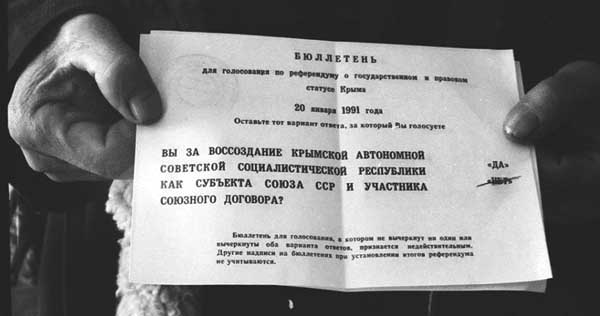 БЮЛЛЕТЕНЬ
для голосования по референдуму о государственном и правовом
статусе Крыма
20 января 1991 года
Оставьте тот вариант ответа, за который Вы голосуете
ВЫ ЗА ВОССОЗДАНИЕ КРЫМСКОЙ АВТОНОМНОЙ
СОВЕТСКОЙ СОЦИАЛИСТИЧЕСКОЙ РЕСПУБЛИКИ
КАК СУБЪЕКТА СОЮЗА ССР И УЧАСТНИКА
СОЮЗНОГО ДОГОВОРА?
«ДА»
«НЕТ»
Бюллетень для голосования, в котором не вычеркнут ни один или
вычеркнуты оба варианта ответов, признается недействительным.
Другие надписи на бюллетенях при установлении итогов референдума
не учитываются.